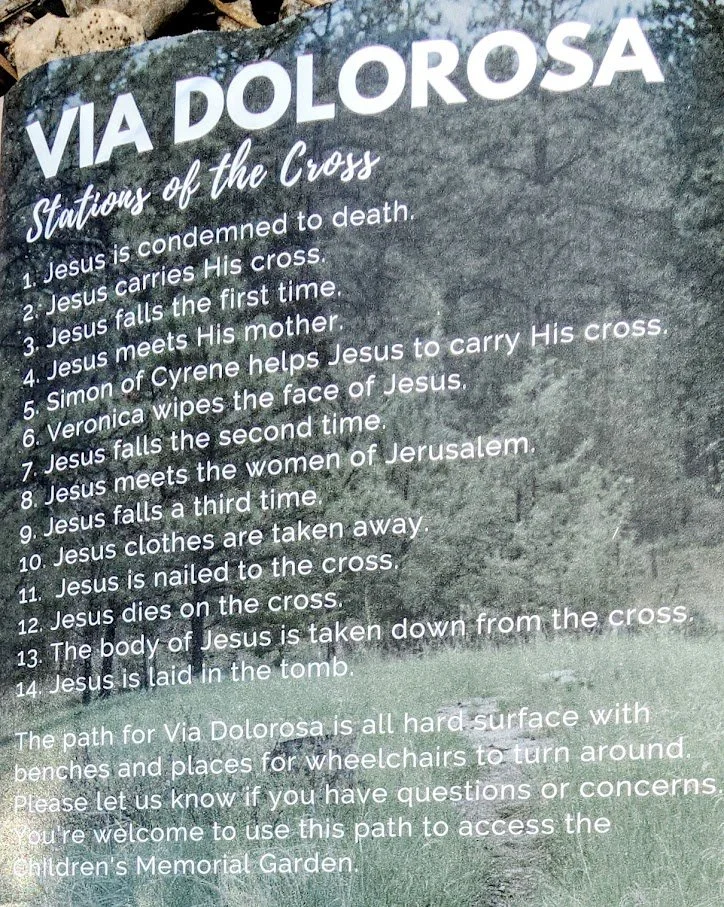 VIA DOLOROSA
Stations of the Cross
1. Jesus is condemned to death.
2. Jesus carries His cross.
3. Jesus falls the first time.
4. Jesus meets His mother.
5. Simon of Cyrene helps Jesus to carry His cross.
6. Veronica wipes the face of Jesus.
7. Jesus falls the second time.
8. Jesus meets the women of Jerusalem.
9. Jesus falls a third time.
10. Jesus clothes are taken away.
11. Jesus is nailed to the cross.
12. Jesus dies on the cross.
13. The body of Jesus is taken down from the cross.
14. Jesus is laid in the tomb.
The path for Via Dolorosa is all hard surface with
benches and places for wheelchairs to turn around.
Please let us know if you have questions or concerns.
You're welcome to use this path to access the
Children's Memorial Garden.